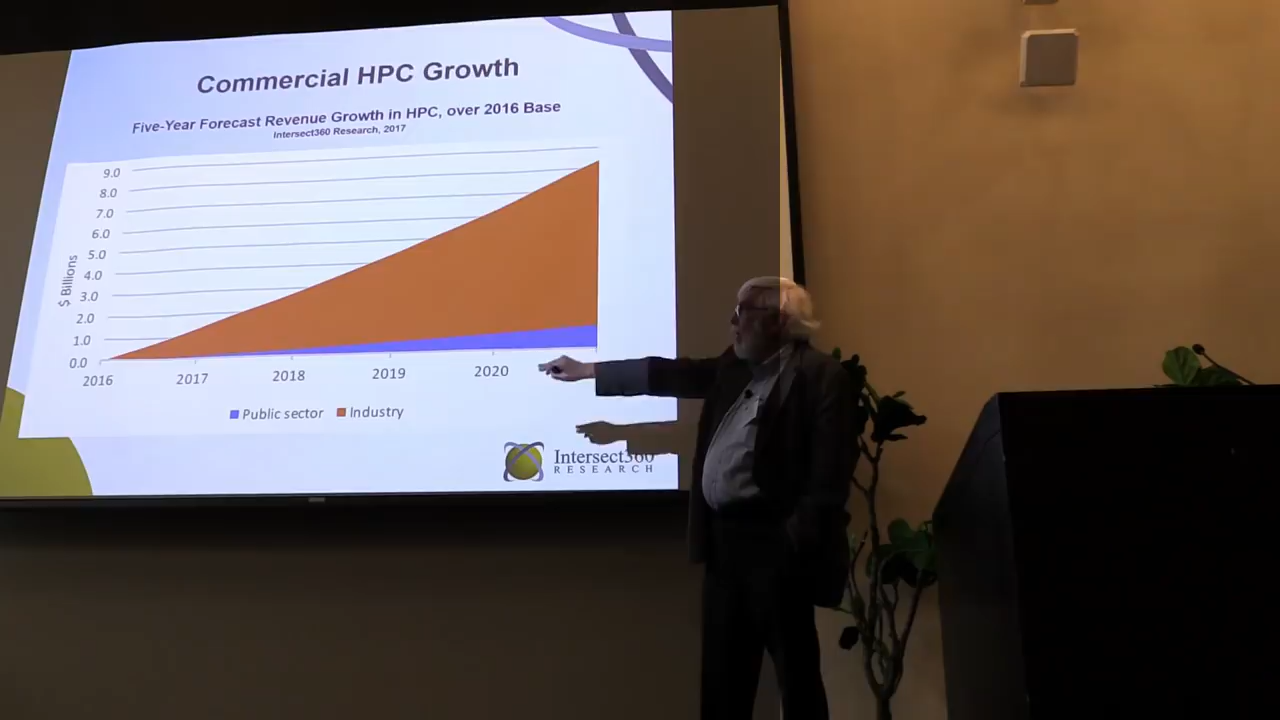 Commercial HPC Growth
Five-Year Forecast Revenue Growth in HPC, over 2016 Base
Intersect360 Research, 2017
9.0
8.0
7.0
6.0
5.0
4.0
3.0
2.0
1.0
0.0
$ Billions
2016 2017 2018 2019 2020
Public sector Industry
Intersect360
RESEARCH